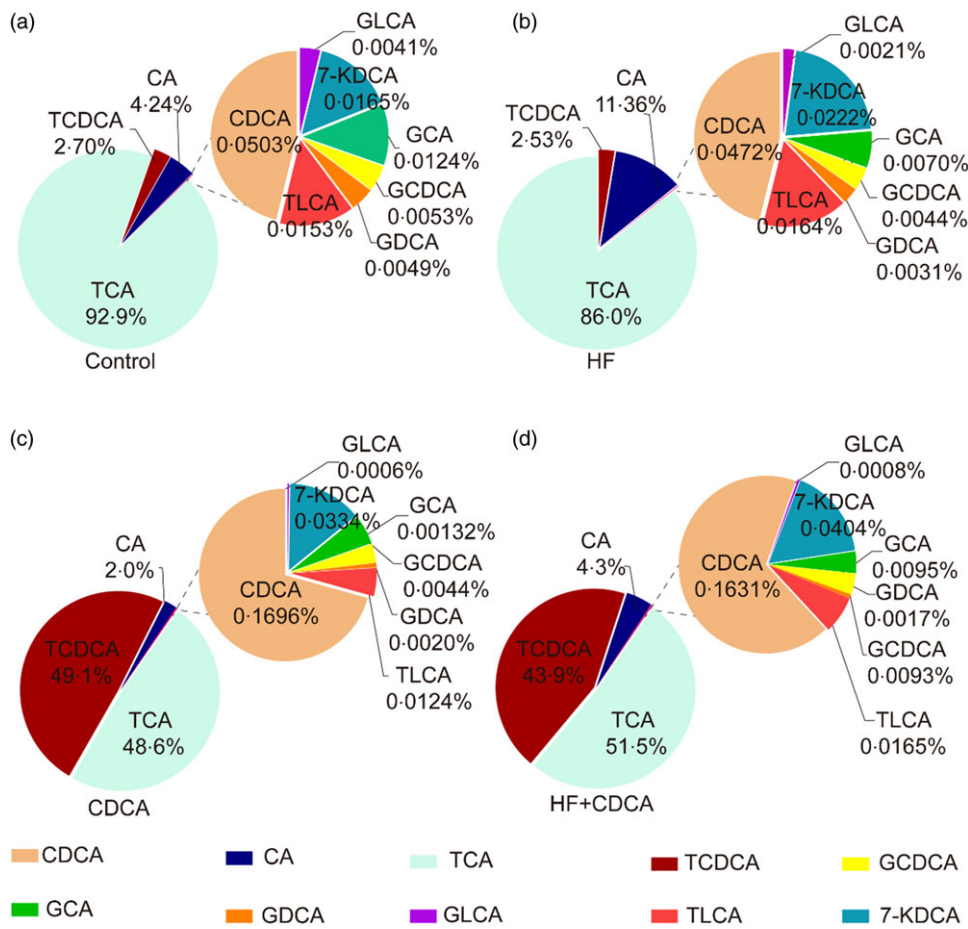 (a)
GLCA
0·0041%
CA
4·24%
7-KDCA
0·0165%
TCDCA
2·70%
CDCA
0·0503%
GCA
0·0124%
GCDCA
0·0053%
TLCA
0·0153%
GDCA
0·0049%
TCA
92·9%
Control
(b)
GLCA
0·0021%
CA
11·36%
7-KDCA
0·0222%
TCDCA
2·53%
CDCA
0·0472%
GCA
0·0070%
GCDCA
0·0044%
TLCA
0·0164%
GDCA
0·0031%
TCA
86·0%
HF
(c)
GLCA
0·0006%
7-KDCA
0·0334%
GCA
0·00132%
CA
2·0%
GCDCA
0·0044%
CDCA
0·1696%
GDCA
0·0020%
TLCA
0·0124%
TCDCA
49·1%
TCA
48·6%
CDCA
(d)
GLCA
0·0008%
7-KDCA
0·0404%
CA
4·3%
GCA
0·0095%
CDCA
0·1631%
GDCA
0·0017%
GCDCA
0·0093%
TLCA
0·0165%
TCDCA
43·9%
TCA
51·5%
HF+CDCA
CDCA
CA
TCA
TCDCA
GCDCA
GCA
GDCA
GLCA
TLCA
7-KDCA